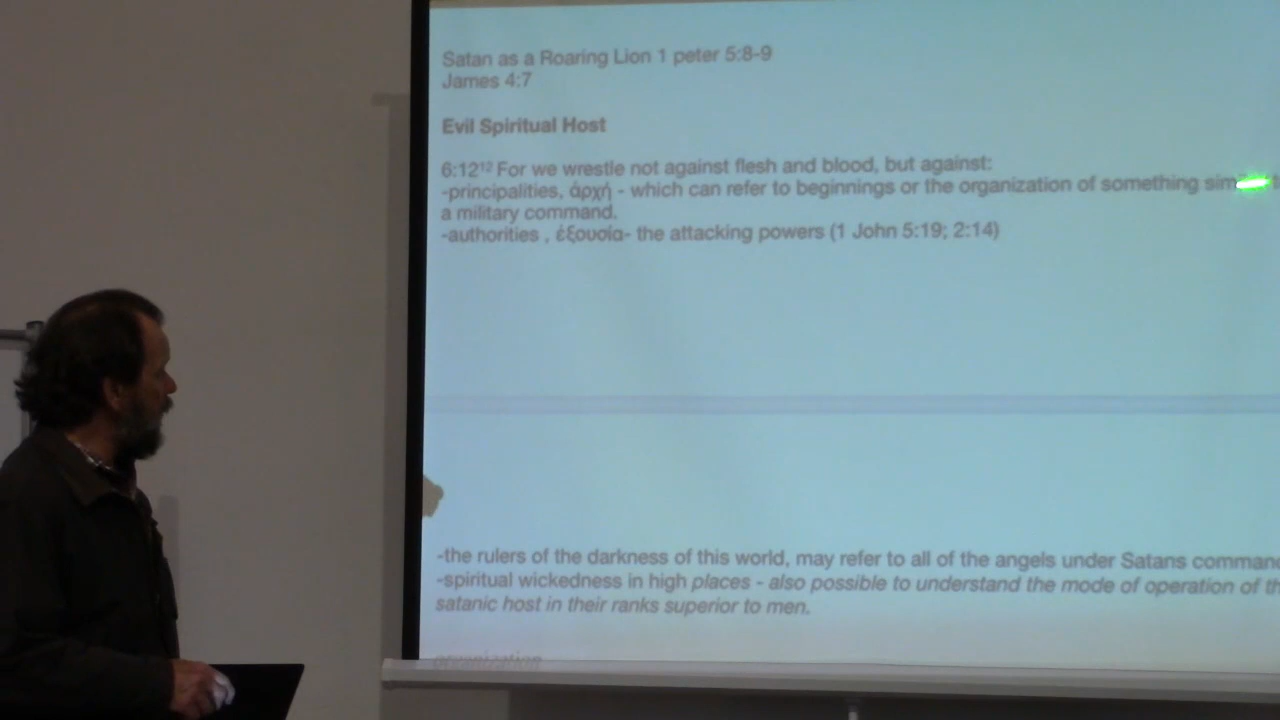 Satan as a Roaring Lion 1 peter 5:8-9
James 4:7
Evil Spiritual Host
6:12¹² For we wrestle not against flesh and blood, but against:
-principalities, ἀρχή - which can refer to beginnings or the organization of something
a military command.
-authorities , ἐξουσία- the attacking powers (1 John 5:19; 2:14)
-the rulers of the darkness of this world, may refer to all of the angels under Satans comman
-spiritual wickedness in high places - also possible to understand the mode of operation of th
satanic host in their ranks superior to men.
organization